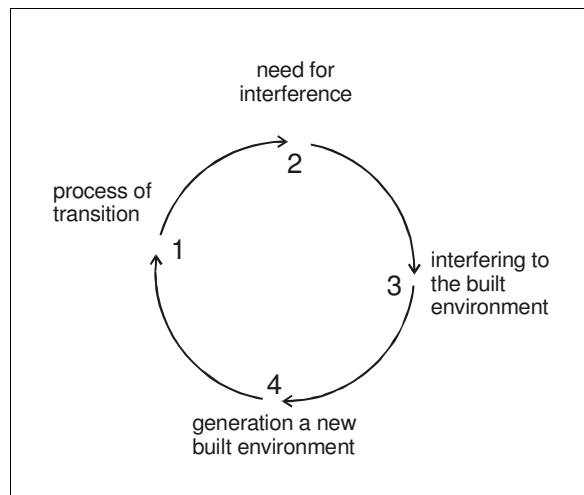 need for
interference
2
process of
transition
1
interfering to
the built
environment
3
4
generation a new
built environment